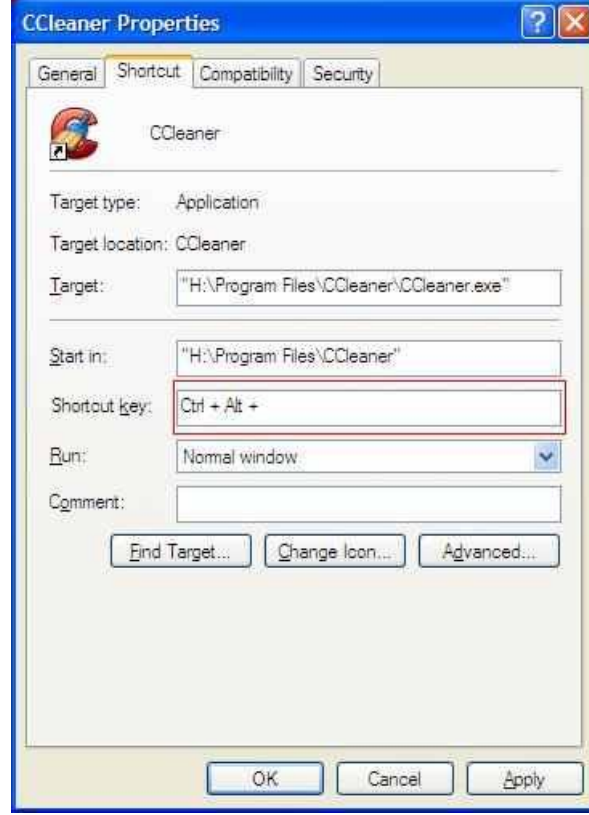 CCleaner Properties
General Shortcut Compatibility Security
CCleaner
Target type: Application
Target location: CCleaner
Target: "H:\Program Files\CCleaner\CCleaner.exe"
Start in: "H:\Program Files\CCleaner"
Shortcut key: Ctrl + Alt +
Run: Normal window
Comment:
Find Target... Change Icon... Advanced...
OK Cancel Apply